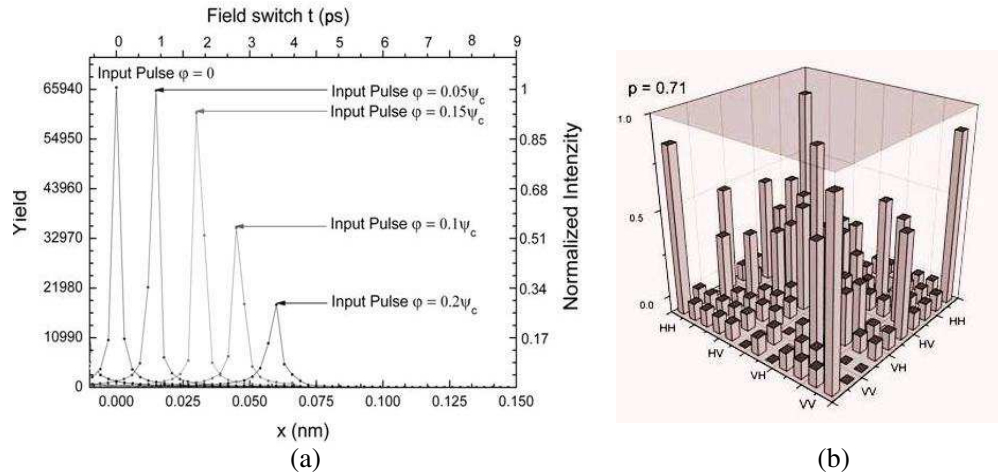 Field switch t (ps)
0 1 2 3 4 5 6 7 8 9
Input Pulse φ = 0
Input Pulse φ = 0.05ψc
Input Pulse φ = 0.15ψc
Input Pulse φ = 0.1ψc
Input Pulse φ = 0.2ψc
Yield
65940
54950
43960
32970
21980
10990
0
1
0.85
0.68
0.51
0.34
0.17
Normalized Intenzity
0.000 0.025 0.050 0.075 0.100 0.125 0.150
x (nm)
(a)
p = 0.71
1.0
0.5
0.0
HH
HV
VH
VV
VV
VH
HV
HH
(b)